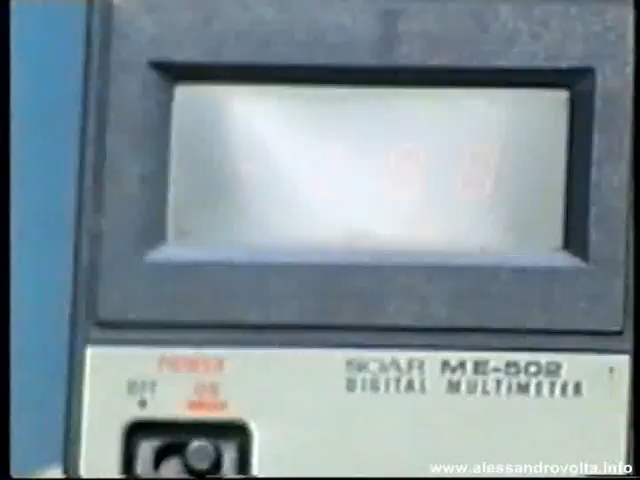 POWER
OFF ON
SOAR ME-502
DIGITAL MULTIMETER
www.alessandrovolta.info